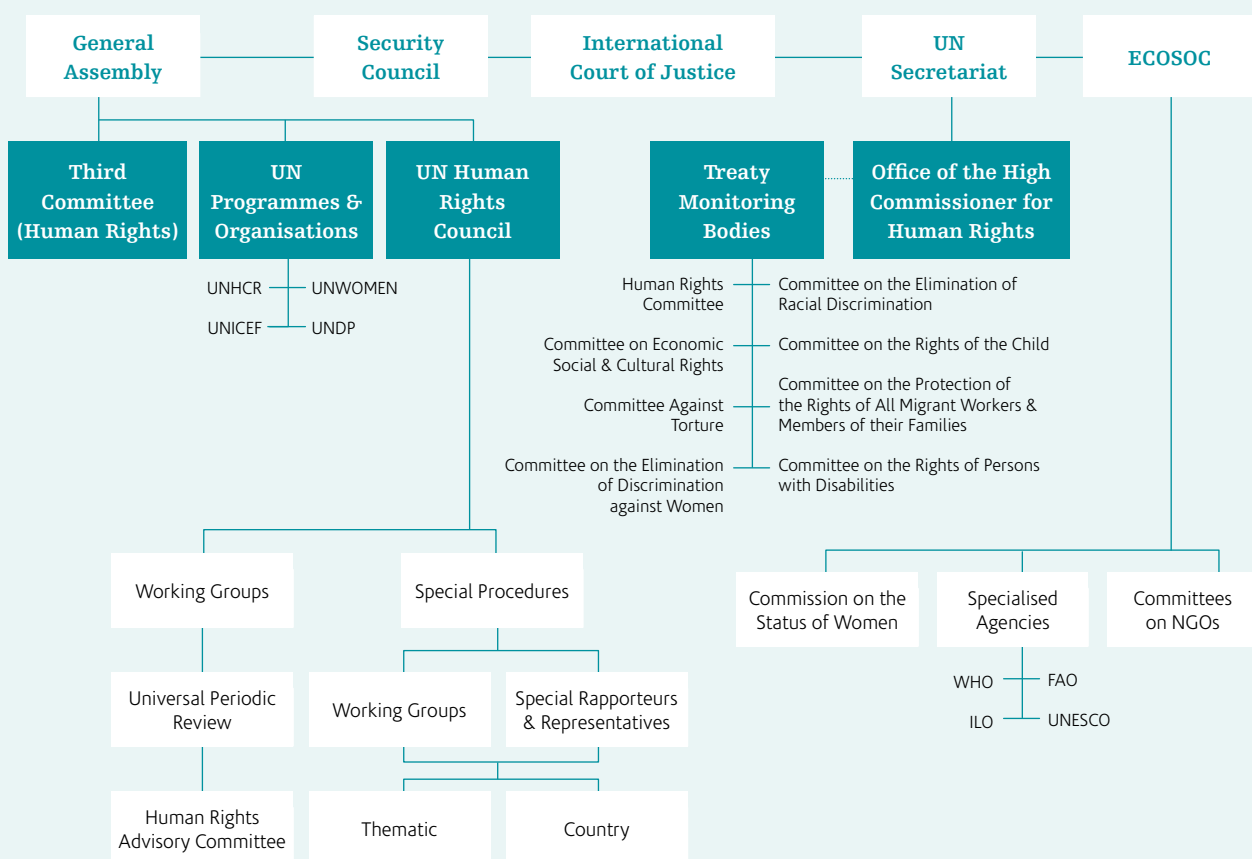 General
Assembly
Security
Council
International
Court of Justice
UN
Secretariat
ECOSOC
Third
Committee
(Human Rights)
UN
Programmes &
Organisations
UN Human
Rights
Council
Treaty
Monitoring
Bodies
Office of the High
Commissioner for
Human Rights
UNHCR
UNWOMEN
UNICEF
UNDP
Human Rights
Committee
Committee on the Elimination of
Racial Discrimination
Committee on Economic
Social & Cultural Rights
Committee on the Rights of the Child
Committee Against
Torture
Committee on the Protection of
the Rights of All Migrant Workers &
Members of their Families
Committee on the Elimination
of Discrimination
against Women
Committee on the Rights of Persons
with Disabilities
Working Groups
Special Procedures
Commission on the
Status of Women
Specialised
Agencies
Committees
on NGOs
WHO
FAO
ILO
UNESCO
Universal Periodic
Review
Working Groups
Special Rapporteurs
& Representatives
Human Rights
Advisory Committee
Thematic
Country